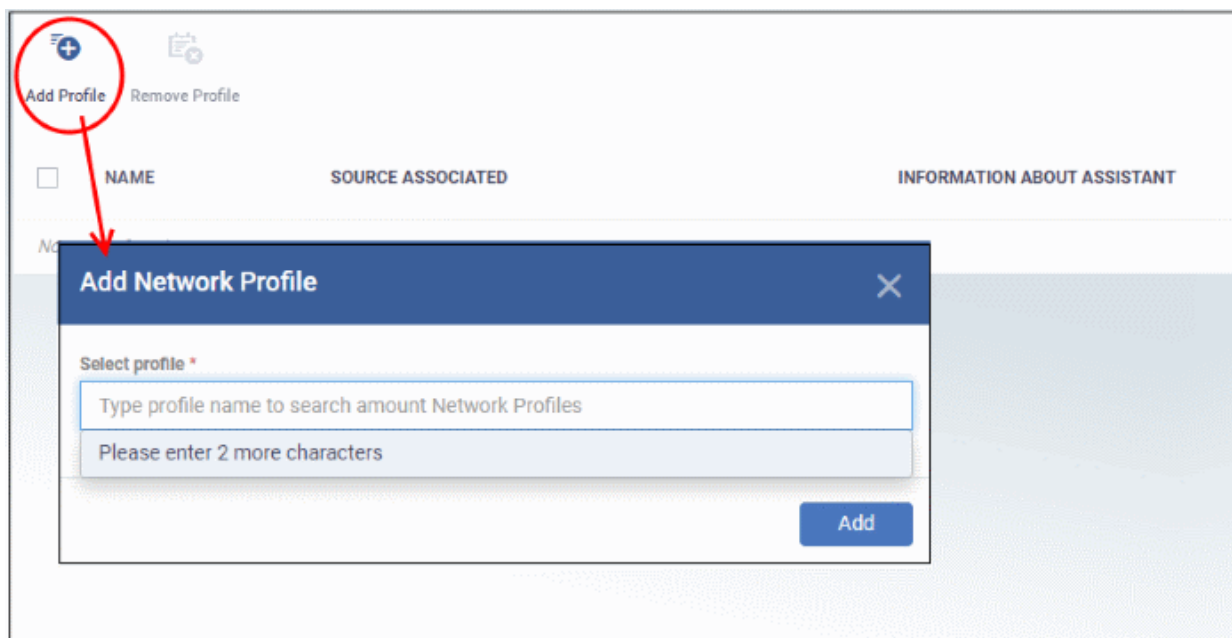 Add Profile Remove Profile
NAME SOURCE ASSOCIATED INFORMATION ABOUT ASSISTANT
Add Network Profile
Select profile *
Type profile name to search amount Network Profiles
Please enter 2 more characters
Add